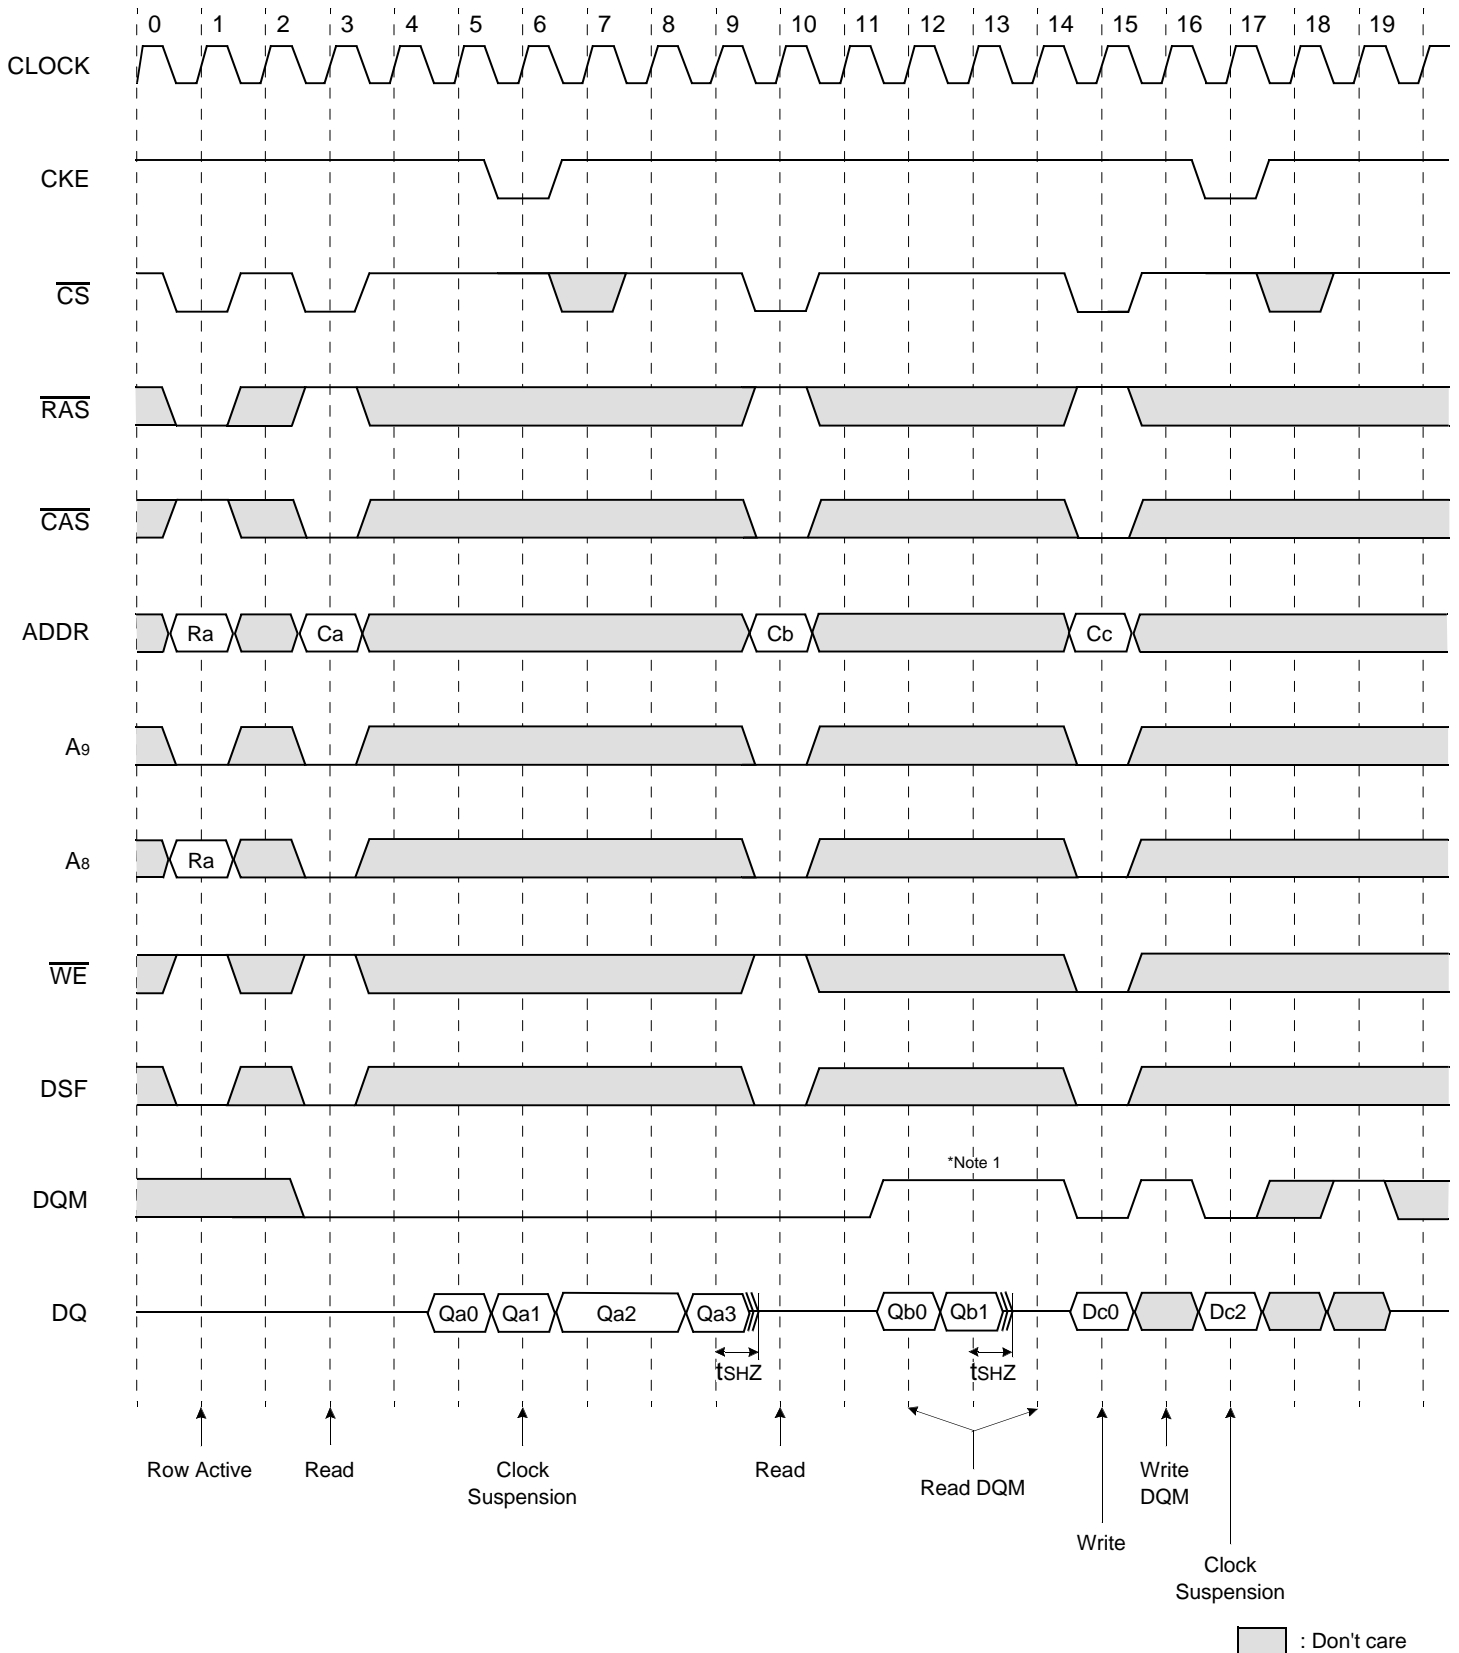 0 1 2 3 4 5 6 7 8 9 10 11 12 13 14 15 16 17 18 19
CLOCK
CKE
CS
RAS
CAS
ADDR Ra Ca Cb Cc
A9
A8 Ra
WE
DSF
*Note 1
DQM
DQ Qa0 Qa1 Qa2 Qa3 Qb0 Qb1 Dc0 Dc2
tSHZ tSHZ
Row Active Read Clock Suspension Read Read DQM Write DQM
Write
Clock
Suspension
: Don't care